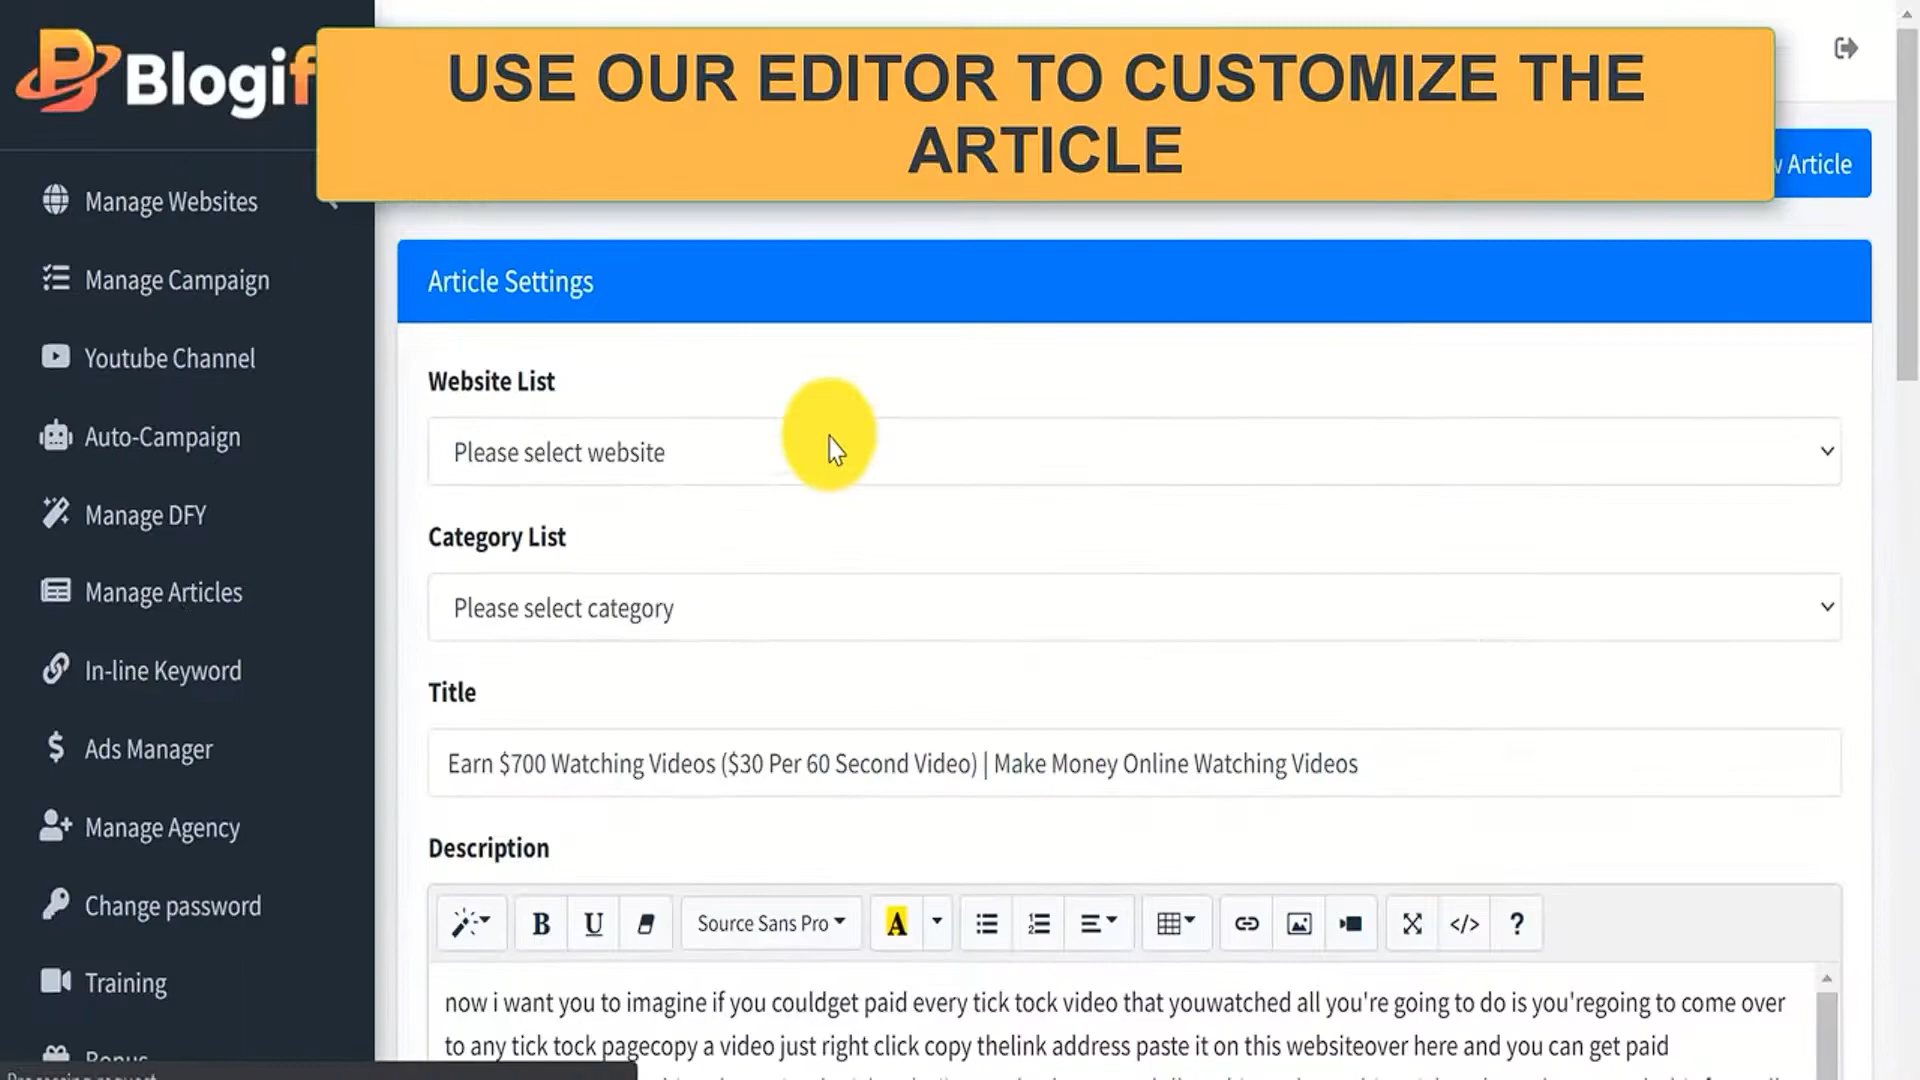 Blogif
USE OUR EDITOR TO CUSTOMIZE THE
ARTICLE
Article
Manage Websites
Manage Campaign
Youtube Channel
Auto-Campaign
Manage DFY
Manage Articles
In-line Keyword
Ads Manager
Manage Agency
Change password
Training
Bonus
Article Settings
Website List
Please select website
Category List
Please select category
Title
Earn $700 Watching Videos ($30 Per 60 Second Video) | Make Money Online Watching Videos
Description
B U Source Sans Pro A </> ?
now i want you to imagine if you couldget paid every tick tock video that youwatched all you're going to do is you'regoing to come over
to any tick tock pagecopy a video just right click copy thelink address paste it on this websiteover here and you can get paid